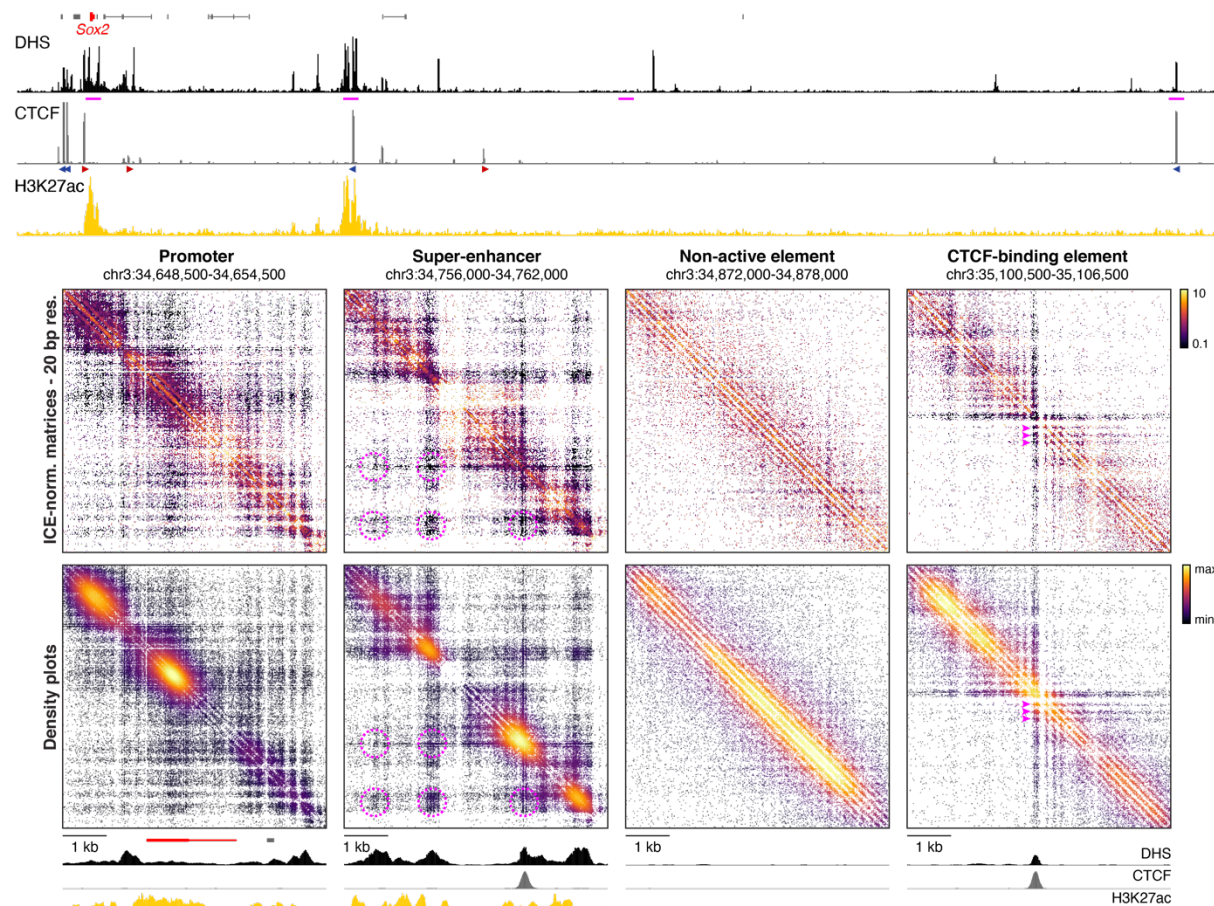 Sox2
DHS
CTCF
H3K27ac
Promoter
chr3:34,648,500-34,654,500
Super-enhancer
chr3:34,756,000-34,762,000
Non-active element
chr3:34,872,000-34,878,000
CTCF-binding element
chr3:35,100,500-35,106,500
ICE-norm. matrices - 20 bp res.
10
0.1
Density plots
max
min
1 kb
1 kb
1 kb
1 kb
DHS
CTCF
H3K27ac